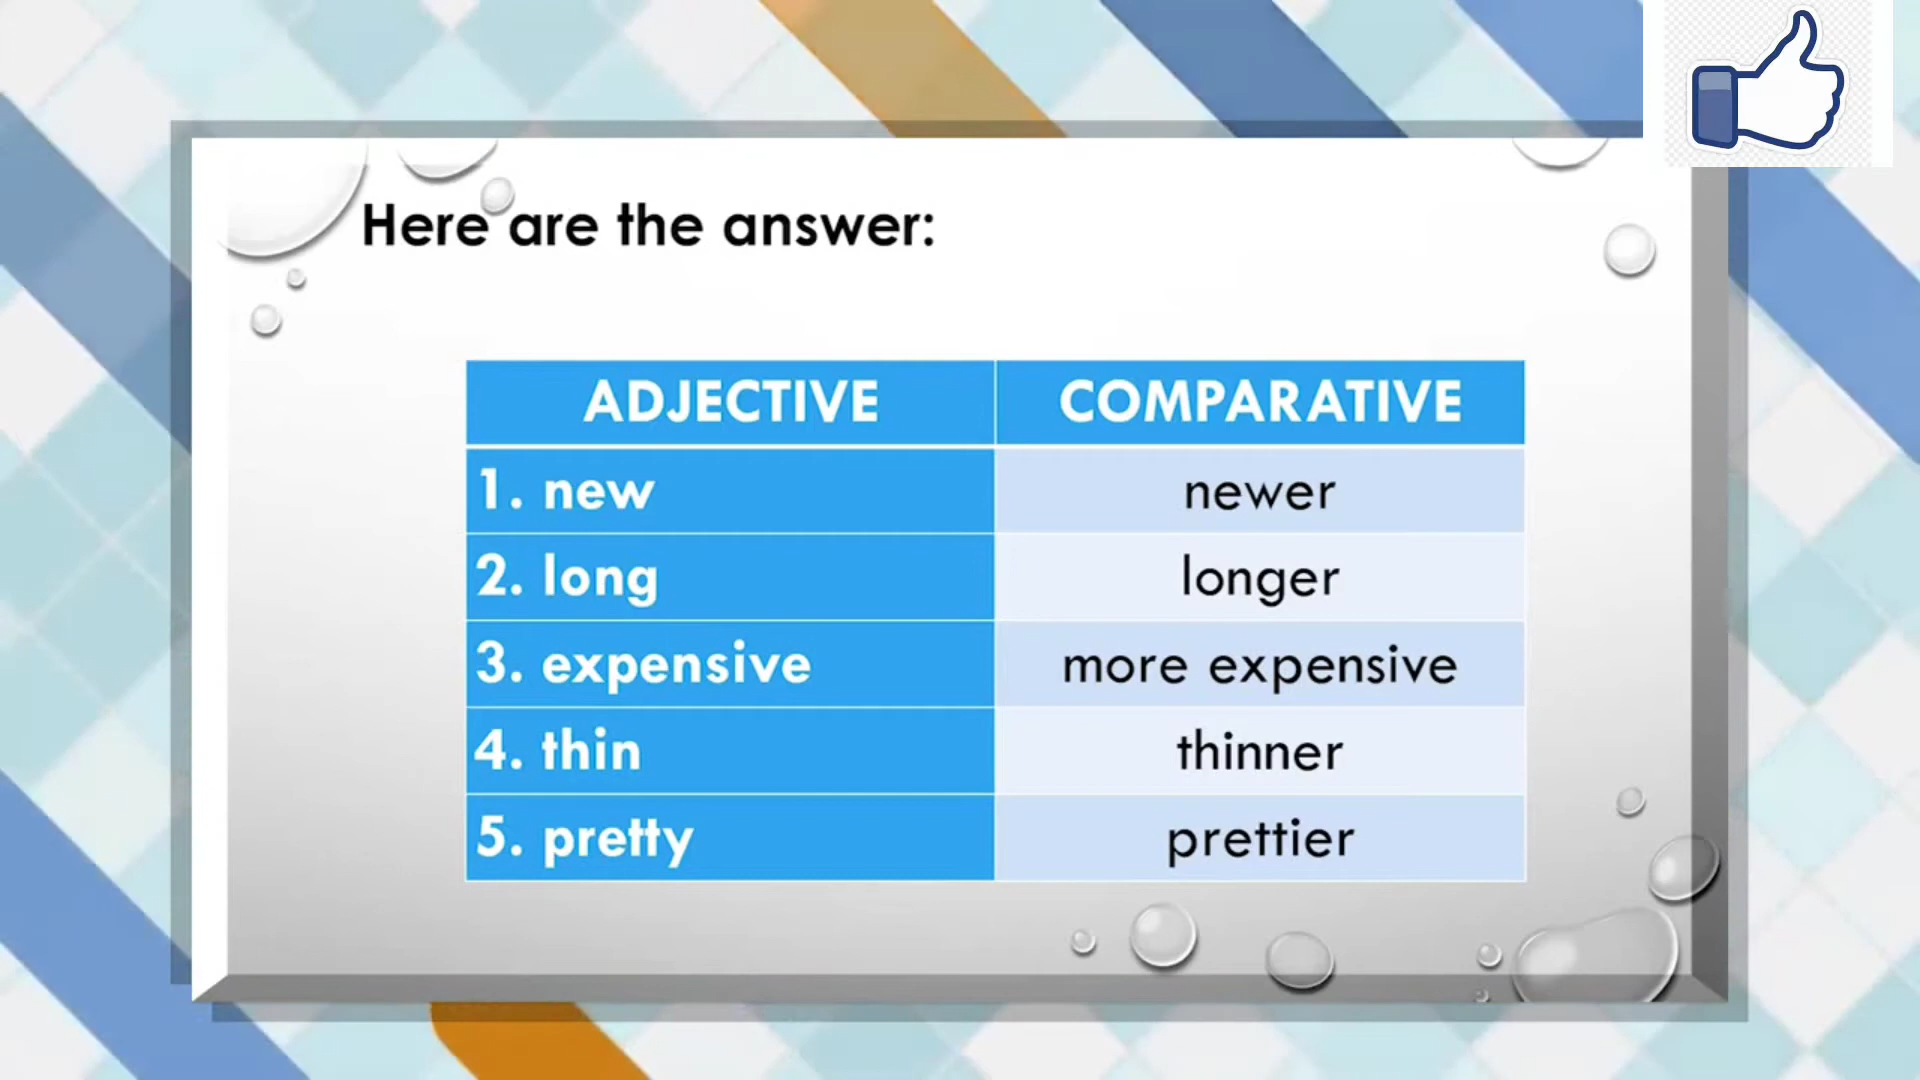 Here are the answer:
ADJECTIVE COMPARATIVE
1. new newer
2. long longer
3. expensive more expensive
4. thin thinner
5. pretty prettier